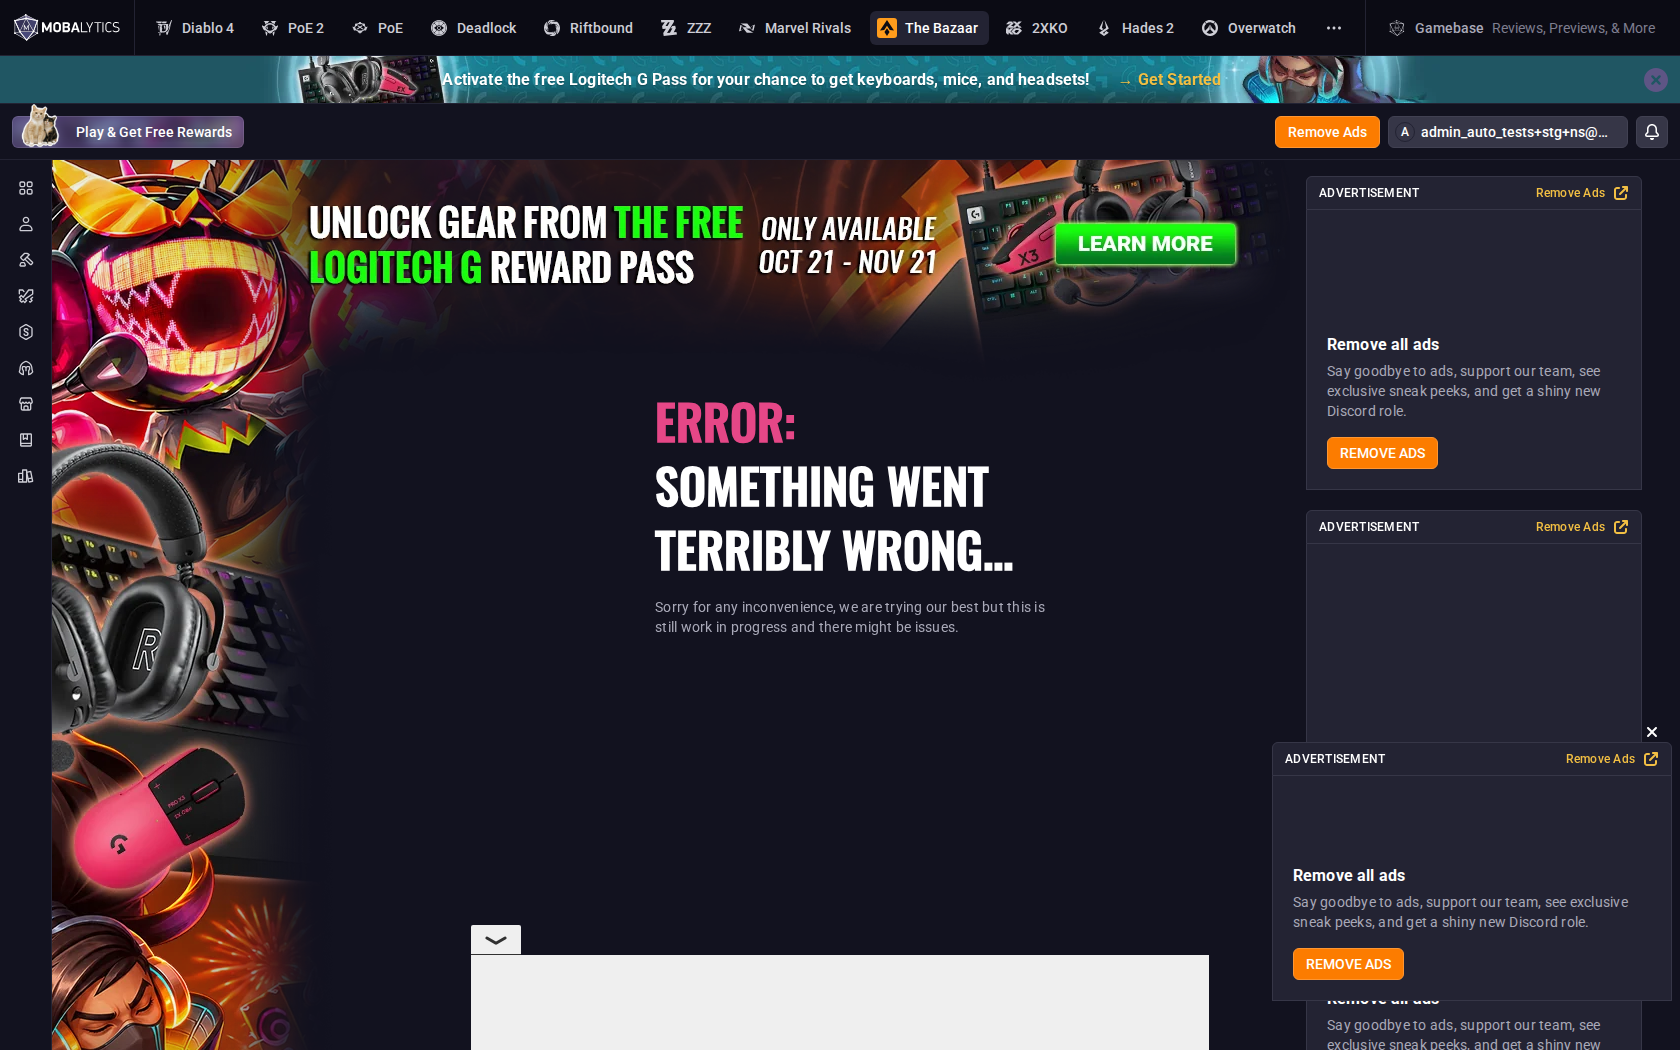 MOBALYTICS
Diablo 4
PoE 2
PoE
Deadlock
Riftbound
ZZZ
Marvel Rivals
The Bazaar
2XKO
Hades 2
Overwatch
Gamebase Reviews, Previews, & More
Activate the free Logitech G Pass for your chance to get keyboards, mice, and headsets! → Get Started
Play & Get Free Rewards
Remove Ads
A admin_auto_tests+stg+ns@...
UNLOCK GEAR FROM THE FREE
LOGITECH G REWARD PASS
ONLY AVAILABLE
OCT 21 - NOV 21
X3
LEARN MORE
ADVERTISEMENT
Remove Ads
Remove all ads
Say goodbye to ads, support our team, see
exclusive sneak peeks, and get a shiny new
Discord role.
REMOVE ADS
ERROR:
SOMETHING WENT
TERRIBLY WRONG...
Sorry for any inconvenience, we are trying our best but this is
still work in progress and there might be issues.
ADVERTISEMENT
Remove Ads
R
ADVERTISEMENT
Remove Ads
Remove all ads
Say goodbye to ads, support our team, see exclusive
sneak peeks, and get a shiny new Discord role.
REMOVE ADS
Remove all ads
Say goodbye to ads, support our team, see
exclusive sneak peeks, and get a shiny new